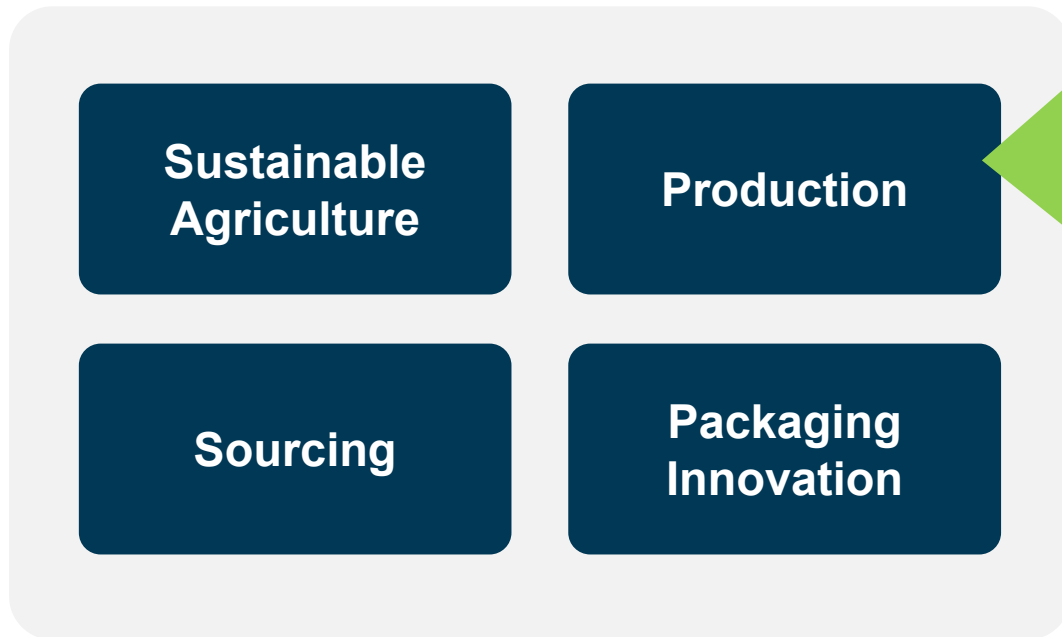 Sustainable
Agriculture
Production
Sourcing
Packaging
Innovation